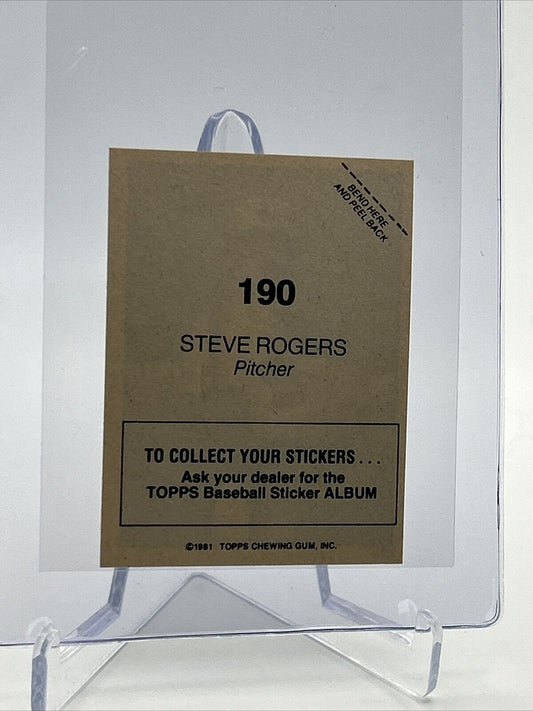 BEND HERE
AND PEEL BACK
190
STEVE ROGERS
Pitcher
TO COLLECT YOUR STICKERS...
Ask your dealer for the
TOPPS Baseball Sticker ALBUM
©1981 TOPPS CHEWING GUM, INC.